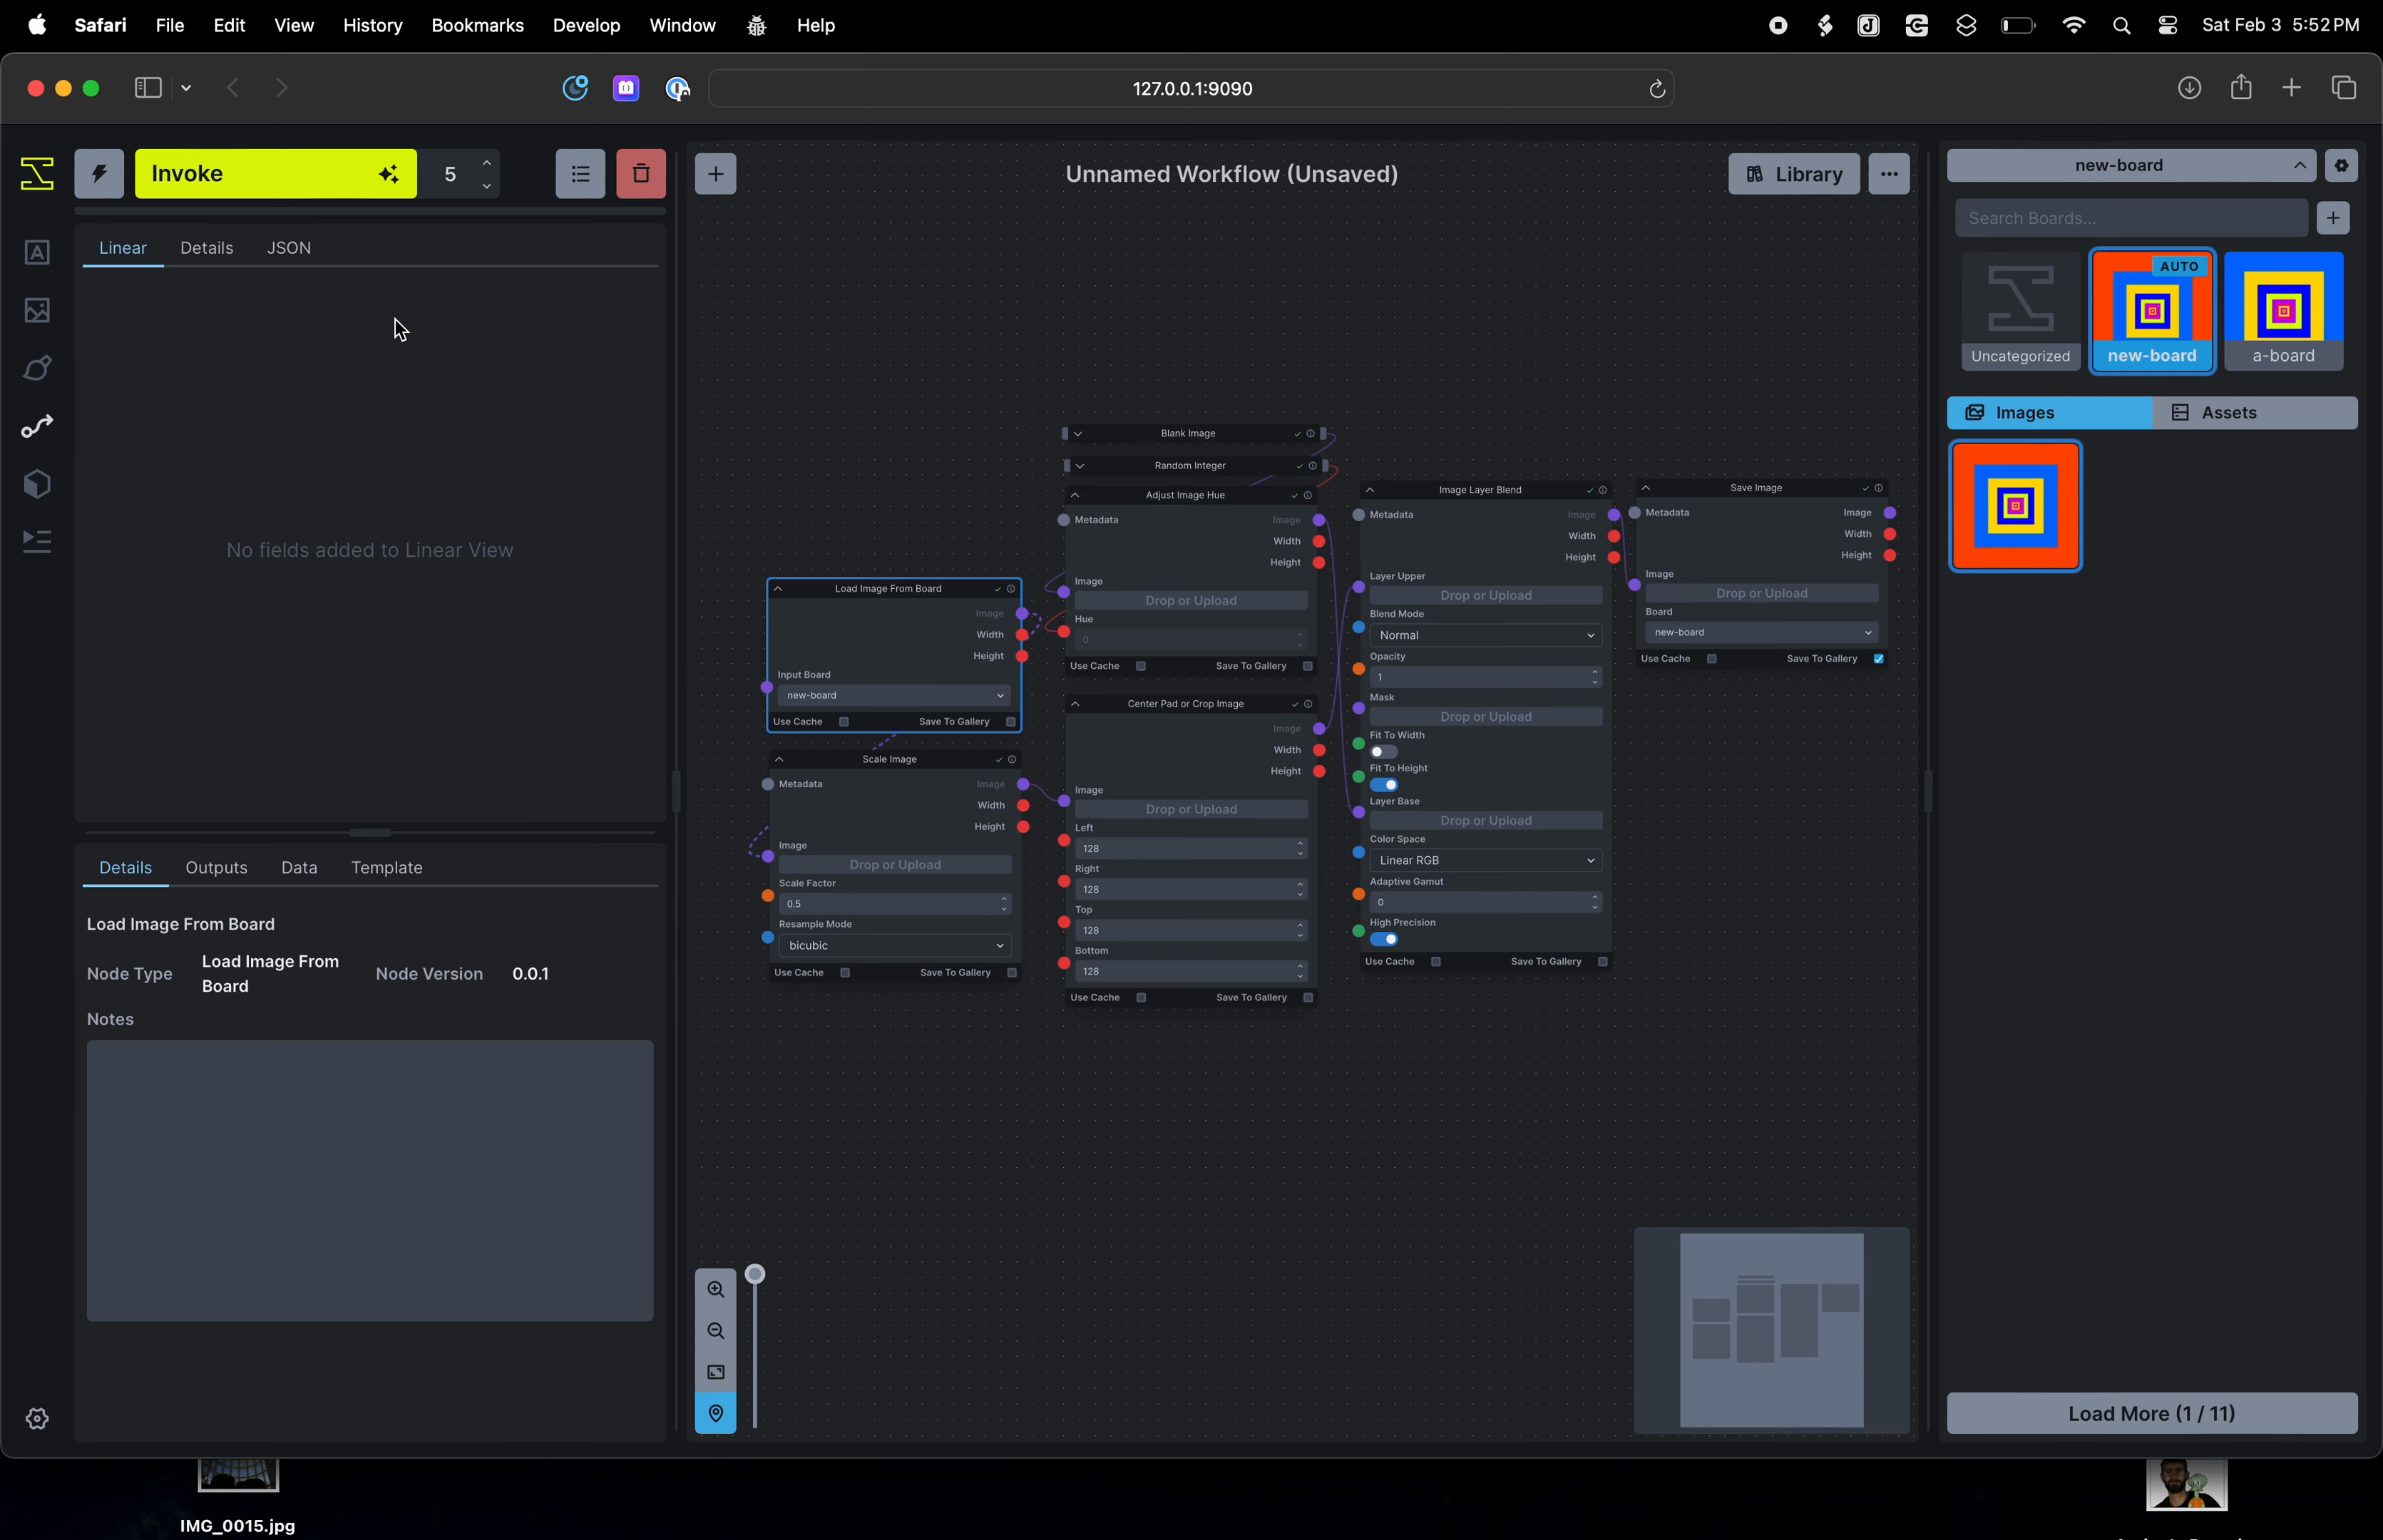 Safari File Edit View History Bookmarks Develop Window Help
Sat Feb 3 5:52 PM
127.0.0.1:9090
Invoke
5
Linear Details JSON
No fields added to Linear View
Details Outputs Data Template
Load Image From Board
Node Type Load Image From Board Node Version 0.0.1
Notes
Unnamed Workflow (Unsaved)
Library
Load Image From Board
Image
Width
Height
Input Board
new-board
Use Cache Save To Gallery
Scale Image
Metadata Image
Width
Height
Image
Drop or Upload
Scale Factor
0.5
Resample Mode
bicubic
Use Cache Save To Gallery
Blank Image
Random Integer
Adjust Image Hue
Metadata Image
Width
Height
Image
Drop or Upload
Hue
0
Use Cache Save To Gallery
Center Pad or Crop Image
Image
Width
Height
Image
Drop or Upload
Left
128
Right
128
Top
128
Bottom
128
Use Cache Save To Gallery
Image Layer Blend
Metadata Image
Width
Height
Layer Upper
Drop or Upload
Blend Mode
Normal
Opacity
1
Mask
Drop or Upload
Fit To Width
Fit To Height
Layer Base
Drop or Upload
Color Space
Linear RGB
Adaptive Gamut
0
High Precision
Use Cache Save To Gallery
Save Image
Metadata Image
Width
Height
Image
Drop or Upload
Board
new-board
Use Cache Save To Gallery
new-board
Search Boards...
AUTO
Uncategorized new-board a-board
Images Assets
Load More (1 / 11)
IMG_0015.jpg